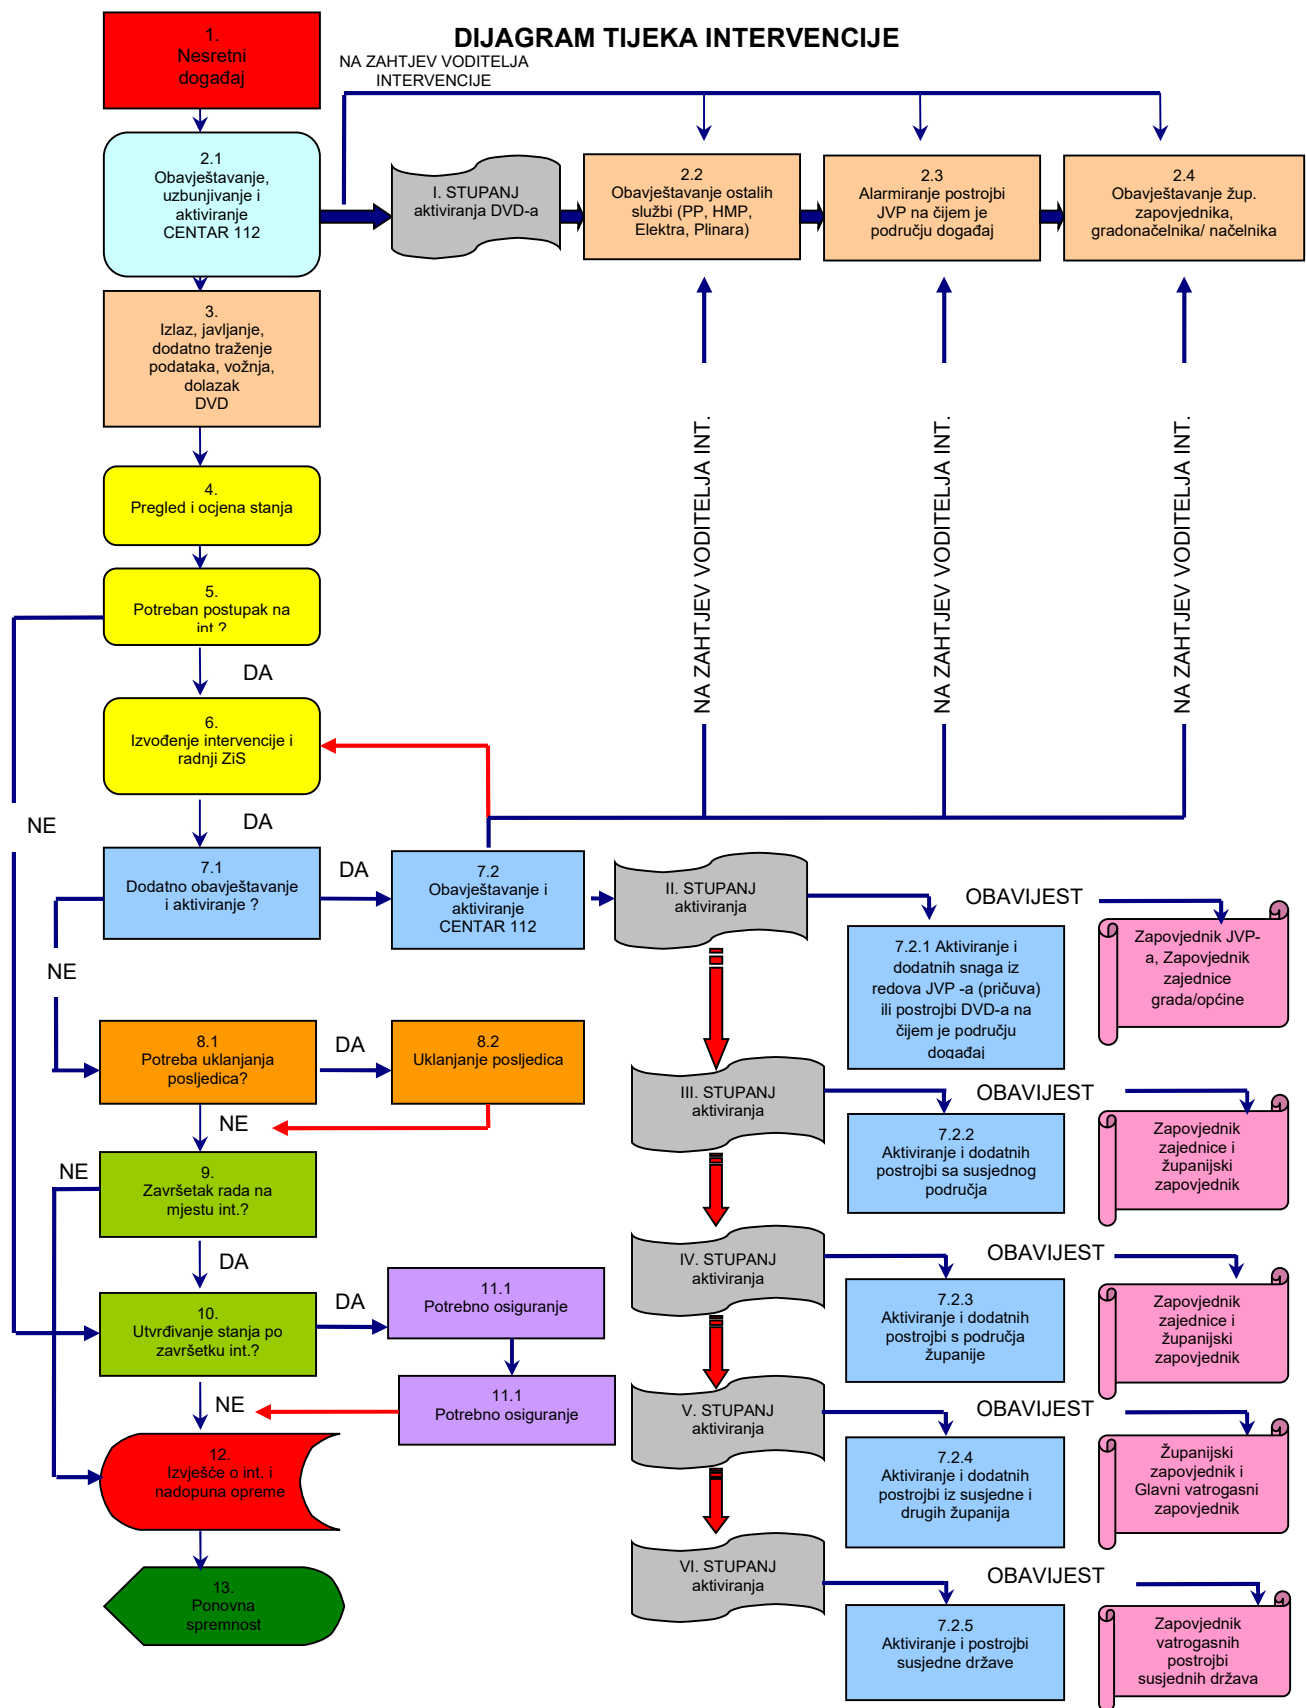 DIJAGRAM TIJEKA INTERVENCIJE
1.
Nesretni
događaj
NA ZAHTJEV VODITELJA
INTERVENCIJE
2.1
Obavještavanje,
uzbunjivanje i
aktiviranje
CENTAR 112
I. STUPANJ
aktiviranja DVD-a
2.2
Obavještavanje ostalih
službi (PP, HMP,
Elektra, Plinara)
2.3
Alarmiranje postrojbi
JVP na čijem je
području događaj
2.4
Obavještavanje žup.
zapovjednika,
gradonačelnika/ načelnika
3.
Izlaz, javljanje,
dodatno traženje
podataka, vožnja,
dolazak
DVD
NA ZAHTJEV VODITELJA INT.
NA ZAHTJEV VODITELJA INT.
NA ZAHTJEV VODITELJA INT.
4.
Pregled i ocjena stanja
5.
Potreban postupak na
int.?
DA
6.
Izvođenje intervencije i
radnji ZiS
NE
DA
7.1
Dodatno obavještavanje
i aktiviranje ?
DA
7.2
Obavještavanje i
aktiviranje
CENTAR 112
II. STUPANJ
aktiviranja
OBAVIJEST
7.2.1 Aktiviranje i
dodatnih snaga iz
redova JVP -a (pričuva)
ili postrojbi DVD-a na
čijem je području
događaj
Zapovjednik JVP-
a, Zapovjednik
zajednice
grada/općine
NE
8.1
Potreba uklanjanja
posljedica?
DA
8.2
Uklanjanje posljedica
NE
III. STUPANJ
aktiviranja
OBAVIJEST
7.2.2
Aktiviranje i dodatnih
postrojbi sa susjednog
područja
Zapovjednik
zajednice i
županijski
zapovjednik
NE
9.
Završetak rada na
mjestu int.?
DA
IV. STUPANJ
aktiviranja
OBAVIJEST
7.2.3
Aktiviranje i dodatnih
postrojbi s područja
županije
Zapovjednik
zajednice i
županijski
zapovjednik
10.
Utvrđivanje stanja po
završetku int.?
DA
11.1
Potrebno osiguranje
11.1
Potrebno osiguranje
NE
V. STUPANJ
aktiviranja
OBAVIJEST
7.2.4
Aktiviranje i dodatnih
postrojbi iz susjedne i
drugih županija
Županijski
zapovjednik i
Glavni vatrogasni
zapovjednik
12.
Izvješće o int. i
nadopuna opreme
VI. STUPANJ
aktiviranja
OBAVIJEST
7.2.5
Aktiviranje i postrojbi
susjedne države
Zapovjednik
vatrogasnih
postrojbi
susjednih država
13.
Ponovna
spremnost